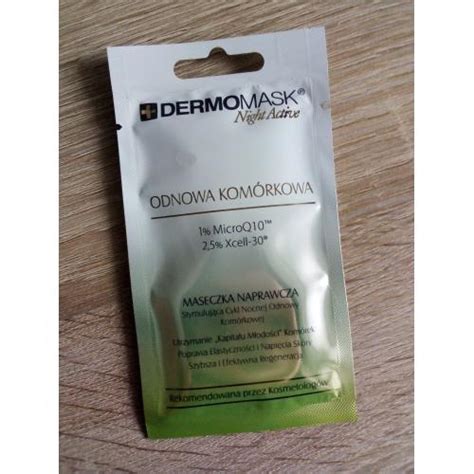 DERMOMASK®
Night Active
ODNOWA KOMÓRKOWA
1% MicroQ10™
2,5% Xcell-30®
MASECZKA NAPRAWCZA
Stymulująca Cykl Nocnej Odnowy
Komórkowej
Utrzymanie „Kapitału Młodości" Komórek
Poprawa Elastyczności i Napięcia Skóry
Szybsza i Efektywna Regeneracja
Rekomendowana przez Kosmetologów